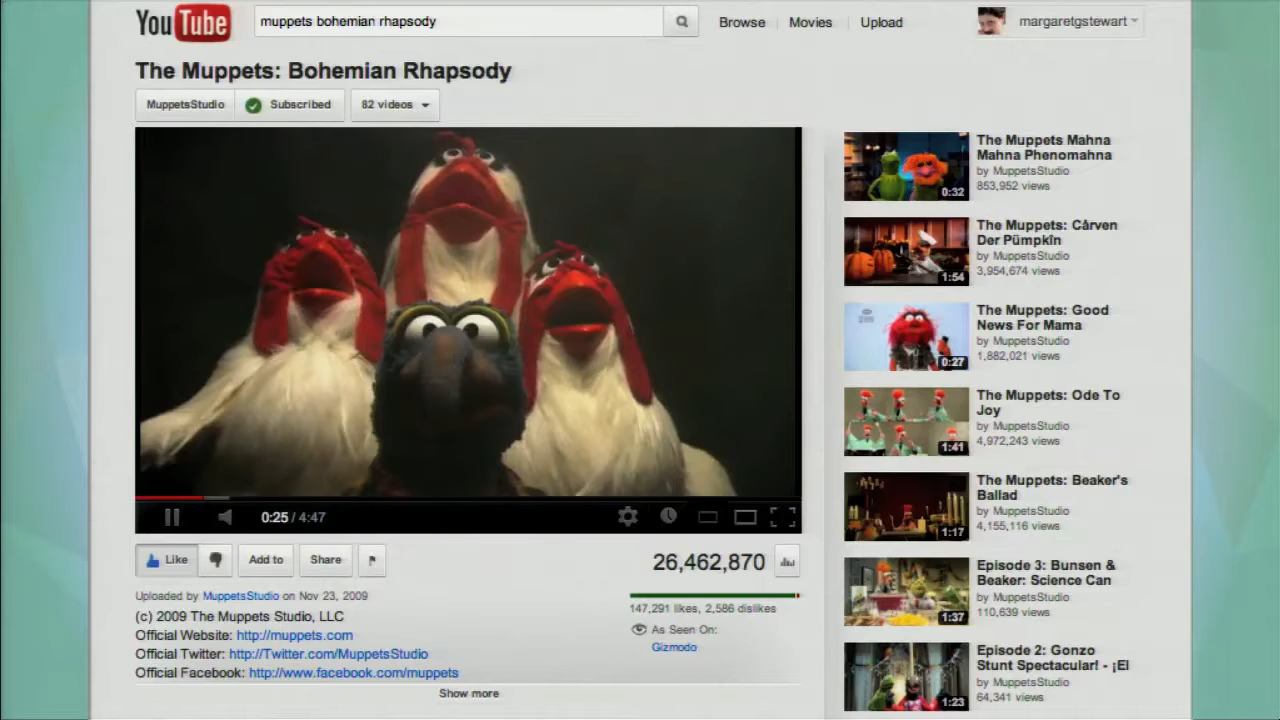 YouTube
muppets bohemian rhapsody
Browse
Movies
Upload
margaretgstewart
The Muppets: Bohemian Rhapsody
MuppetsStudio
Subscribed
82 videos
0:25 / 4:47
Like
Add to
Share
26,462,870
Uploaded by MuppetsStudio on Nov 23, 2009
(c) 2009 The Muppets Studio, LLC
Official Website: http://muppets.com
Official Twitter: http://Twitter.com/MuppetsStudio
Official Facebook: http://www.facebook.com/muppets
147,291 likes, 2,586 dislikes
As Seen On:
Gizmodo
Show more
0:32
The Muppets Mahna
Mahna Phenomahna
by MuppetsStudio
853,952 views
1:54
The Muppets: Cårven
Der Pümpkîn
by MuppetsStudio
3,954,674 views
0:27
The Muppets: Good
News For Mama
by MuppetsStudio
1,882,021 views
1:41
The Muppets: Ode To
Joy
by MuppetsStudio
4,972,243 views
1:17
The Muppets: Beaker's
Ballad
by MuppetsStudio
4,155,116 views
1:37
Episode 3: Bunsen &
Beaker: Science Can
by MuppetsStudio
110,639 views
1:23
Episode 2: Gonzo
Stunt Spectacular! - ¡El
by MuppetsStudio
64,341 views